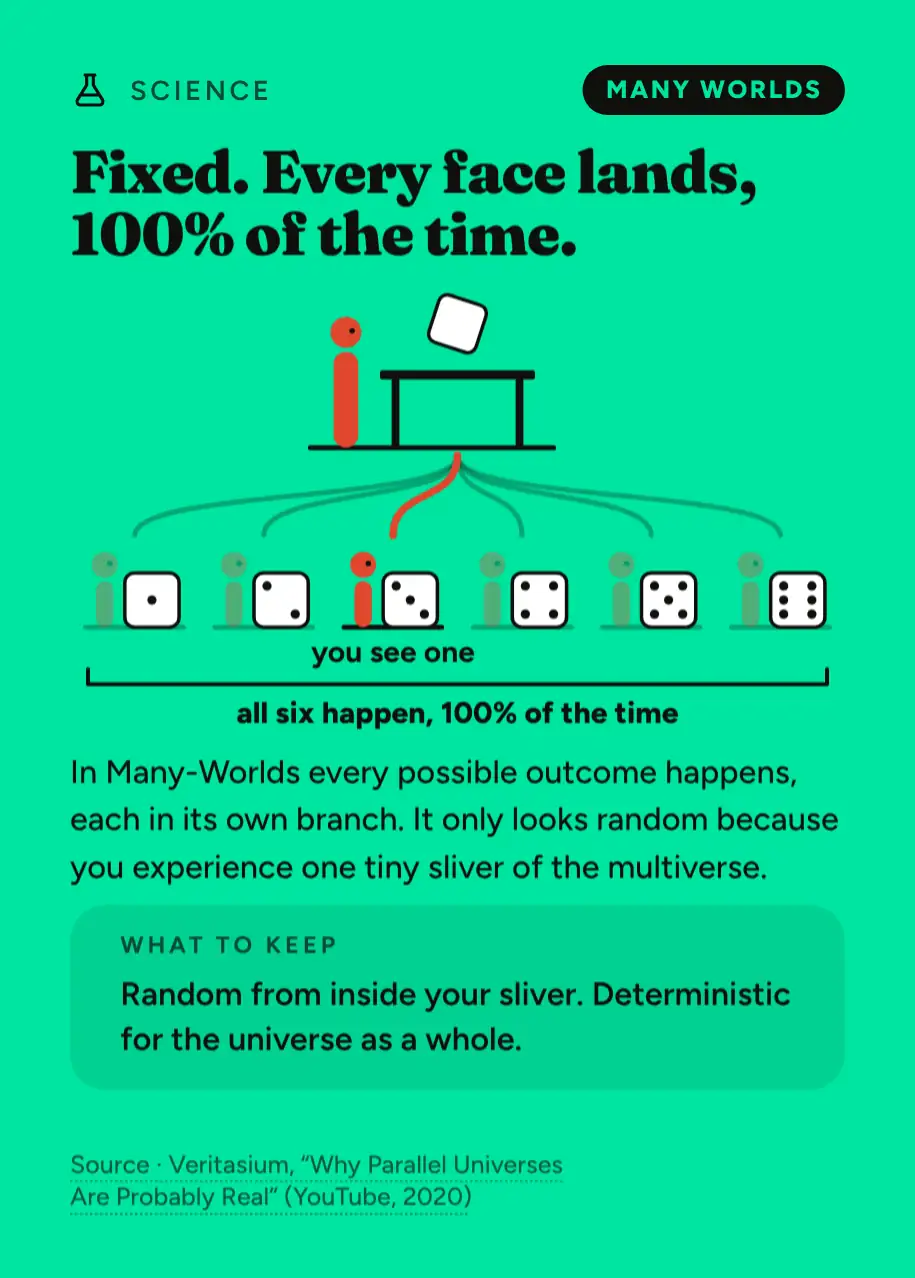 SCIENCE
MANY WORLDS
Fixed. Every face lands,
100% of the time.
you see one
all six happen, 100% of the time
In Many-Worlds every possible outcome happens,
each in its own branch. It only looks random because
you experience one tiny sliver of the multiverse.
WHAT TO KEEP
Random from inside your sliver. Deterministic
for the universe as a whole.
Source · Veritasium, “Why Parallel Universes
Are Probably Real” (YouTube, 2020)